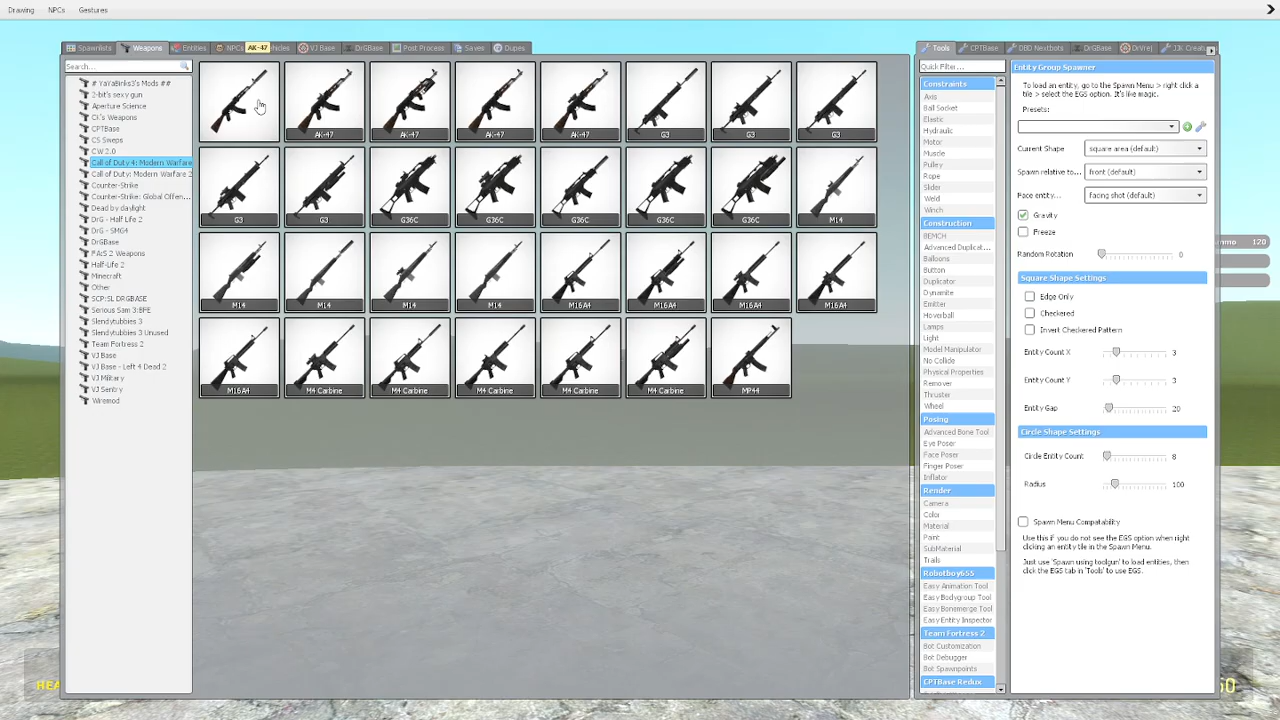 Drawing NPCs Gestures
Spawnlists Weapons Entities NPCs AK-47 hicles VJ Base DrGBase Post Process Saves Dupes
Search...
# YaYaBinks3's Mods ##
2-bit's sexy gun
Aperture Science
CPTBase
CS Sweps
CW 2.0
Call of Duty 4: Modern Warfare
Call of Duty: Modern Warfare 2
Counter-Strike
Counter-Strike: Global Offen...
Dead by daylight
DrG - Half Life 2
DrG - SMG4
DrGBase
FA:S 2 Weapons
Half-Life 2
Minecraft
Other
SCP:SL DRGBASE
Serious Sam 3:BFE
Slendytubbies 3
Slendytubbies 3 Unused
Team Fortress 2
VJ Base
VJ Base - Left 4 Dead 2
VJ Military
VJ Sentry
Wiremod
AK-47 AK-47 AK-47 AK-47 G3 G3 G3
G3 G3 G36C G36C G36C G36C G36C M14
M14 M14 M14 M14 M16A4 M16A4 M16A4 M16A4
M16A4 M4 Carbine M4 Carbine M4 Carbine M4 Carbine M4 Carbine MP44
Tools CPTBase DBD Nextbots DrGBase DrVrej JJK Creatu
Quick Filter...
Constraints
Axis
Ball Socket
Elastic
Hydraulic
Motor
Muscle
Pulley
Rope
Slider
Weld
Winch
Construction
BEMCH
Advanced Duplicat...
Balloons
Button
Duplicator
Dynamite
Emitter
Hoverball
Lamps
Light
Model Manipulator
No Collide
Physical Properties
Remover
Thruster
Wheel
Posing
Advanced Bone Tool
Eye Poser
Face Poser
Finger Poser
Inflator
Render
Camera
Color
Material
Paint
SubMaterial
Trails
Robotboy655
Easy Animation Tool
Easy Bodygroup Tool
Easy Bonemerge Tool
Easy Entity Inspector
Team Fortress 2
Bot Customization
Bot Debugger
Bot Spawnpoints
CPTBase Redux
Entity Group Spawner
To load an entity, go to the Spawn Menu > right click a
tile > select the EGS option. It's like magic.
Presets:
Current Shape square area (default)
Spawn relative to... front (default)
Face entity... facing shot (default)
Gravity
Freeze
Random Rotation 0
Square Shape Settings
Edge Only
Checkered
Invert Checkered Pattern
Entity Count X 3
Entity Count Y 3
Entity Gap 20
Circle Shape Settings
Circle Entity Count 8
Radius 100
Spawn Menu Compatability
Use this if you do not see the EGS option when right
clicking an entity tile in the Spawn Menu.
Just use 'Spawn using toolgun' to load entities, then
click the EGS tab in 'Tools' to use EGS.
mmo 120
HEA